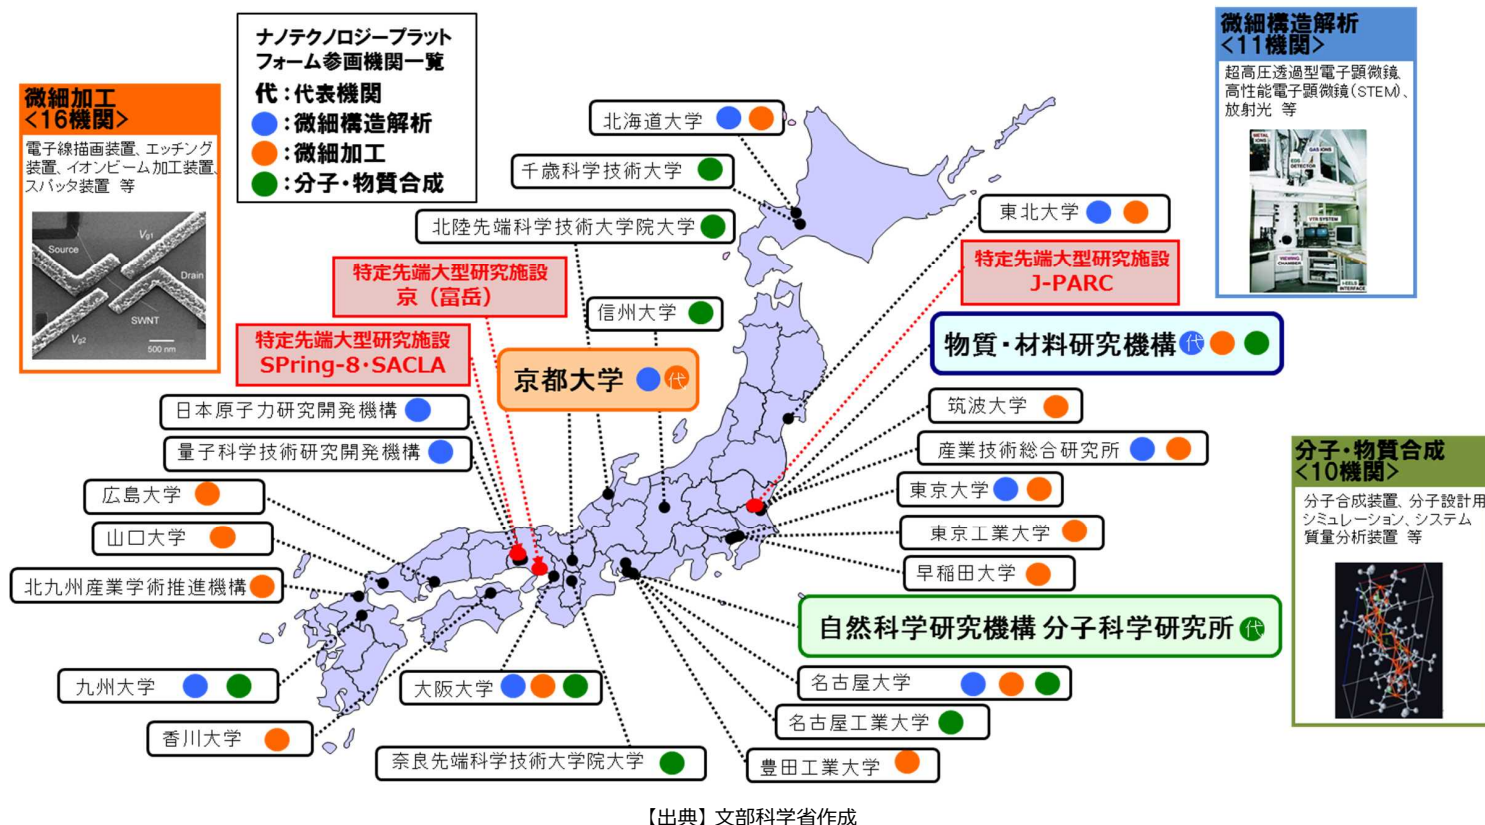 ナノテクノロジープラット
フォーム参画機関一覧
代：代表機関
：微細構造解析
：微細加工
：分子・物質合成
微細加工
<16機関>
電子線描画装置、エッチング
装置、イオンビーム加工装置、
スパッタ装置 等
Vg1
Source
Drain
SWNT
Vg2
500 nm
微細構造解析
<11機関>
超高圧透過型電子顕微鏡、
高性能電子顕微鏡(STEM)、
放射光 等
METAL IONS
GAS IONS
EDS DETECTOR
VTR SYSTEM
VIEWING CHAMBER
分子・物質合成
<10機関>
分子合成装置、分子設計用
シミュレーション、システム
質量分析装置 等
北海道大学
千歳科学技術大学
北陸先端科学技術大学院大学
特定先端大型研究施設
京（富岳）
信州大学
特定先端大型研究施設
SPring-8・SACLA
京都大学 代
日本原子力研究開発機構
量子科学技術研究開発機構
広島大学
山口大学
北九州産業学術推進機構
九州大学
香川大学
大阪大学
奈良先端科学技術大学院大学
東北大学
特定先端大型研究施設
J-PARC
物質・材料研究機構 代
筑波大学
産業技術総合研究所
東京大学
東京工業大学
早稲田大学
自然科学研究機構 分子科学研究所 代
名古屋大学
名古屋工業大学
豊田工業大学
【出典】文部科学省作成